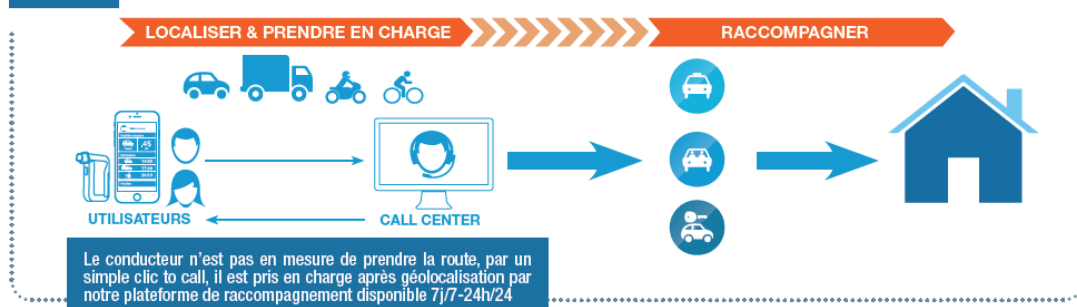 LOCALISER & PRENDRE EN CHARGE
RACCOMPAGNER
,45
UTILISATEURS
CALL CENTER
Le conducteur n'est pas en mesure de prendre la route, par un
simple clic to call, il est pris en charge après géolocalisation par
notre plateforme de raccompagnement disponible 7j/7-24h/24